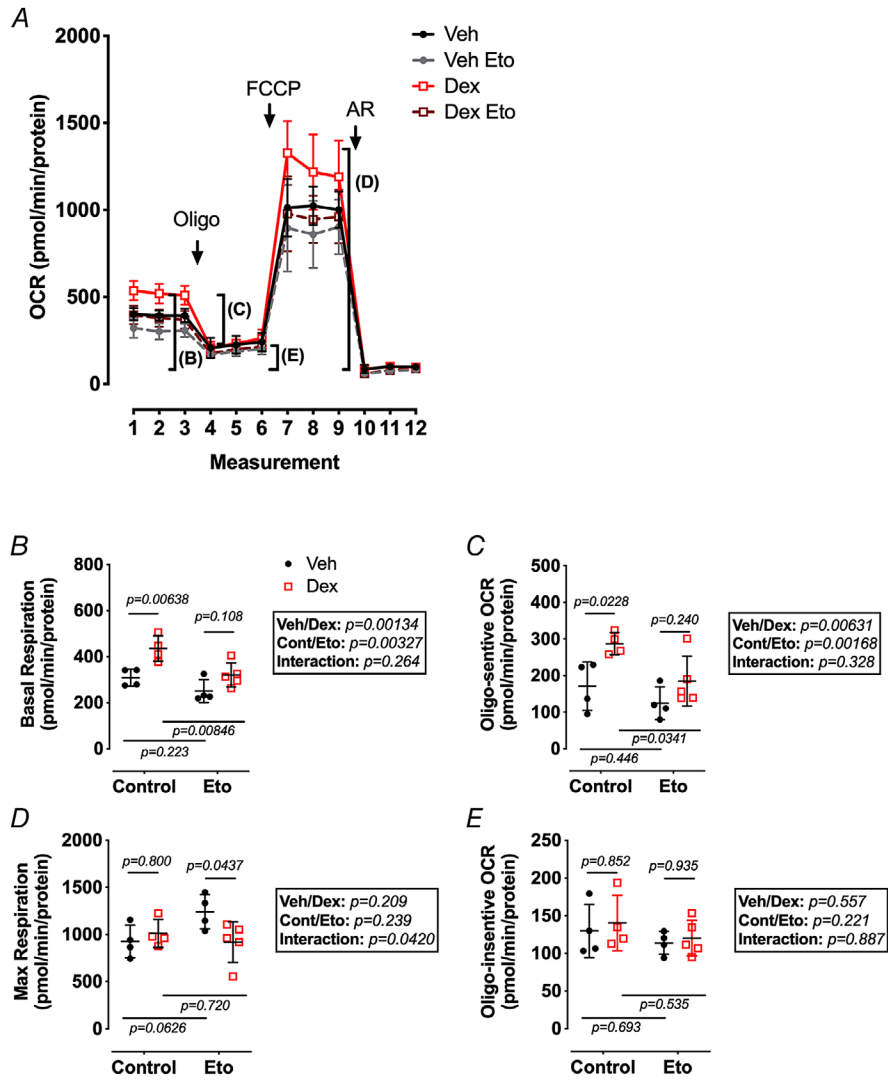 A
2000
1500
1000
500
0
OCR (pmol/min/protein)
Veh
Veh Eto
Dex
Dex Eto
FCCP
AR
Oligo
(D)
(C)
(B)
(E)
1 2 3 4 5 6 7 8 9 10 11 12
Measurement
B
800
600
400
200
0
Basal Respiration
(pmol/min/protein)
Veh
Dex
p=0.00638
p=0.108
Veh/Dex: p=0.00134
Cont/Eto: p=0.00327
Interaction: p=0.264
p=0.00846
p=0.223
Control Eto
C
500
400
300
200
100
0
Oligo-sentive OCR
(pmol/min/protein)
p=0.0228
p=0.240
Veh/Dex: p=0.00631
Cont/Eto: p=0.00168
Interaction: p=0.328
p=0.0341
p=0.446
Control Eto
D
2000
1500
1000
500
0
Max Respiration
(pmol/min/protein)
p=0.800
p=0.0437
Veh/Dex: p=0.209
Cont/Eto: p=0.239
Interaction: p=0.0420
p=0.720
p=0.0626
Control Eto
E
250
200
150
100
50
0
Oligo-insentive OCR
(pmol/min/protein)
p=0.852
p=0.935
Veh/Dex: p=0.557
Cont/Eto: p=0.221
Interaction: p=0.887
p=0.535
p=0.693
Control Eto